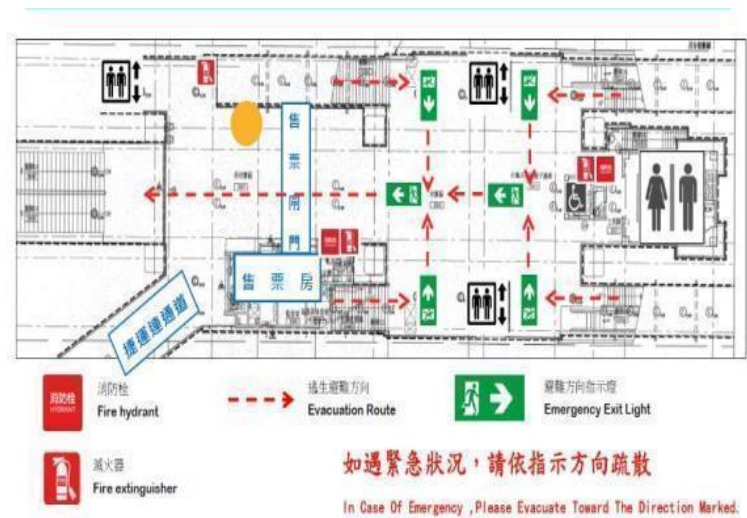 售票閘門
售票房
捷運連通道
消防栓
HYDRANT
消防栓
Fire hydrant
逃生避難方向
Evacuation Route
避難方向指示燈
Emergency Exit Light
滅火器
Fire extinguisher
如遇緊急狀況，請依指示方向疏散
In Case Of Emergency ,Please Evacuate Toward The Direction Marked.